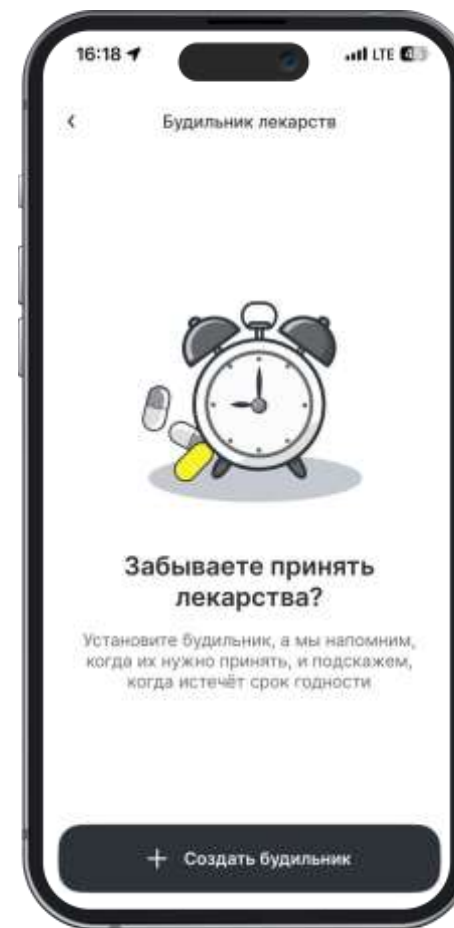 16:18
LTE
Будильник лекарств
Забываете принять
лекарства?
Установите будильник, а мы напомним,
когда их нужно принять, и подскажем,
когда истечёт срок годности
+ Создать будильник